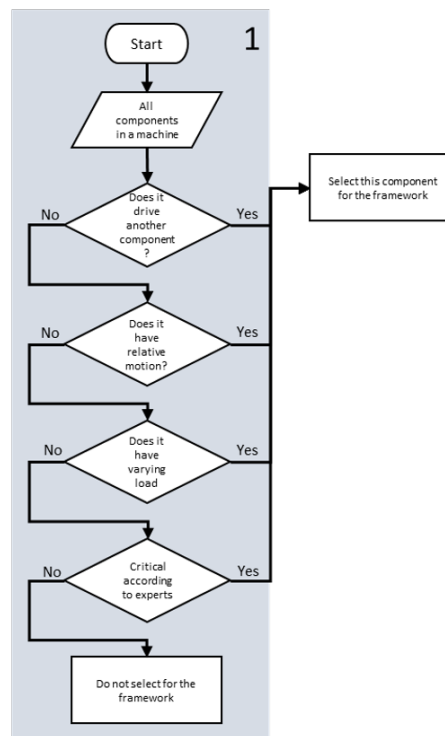 Start
1
All
components
in a machine
Does it
drive
another
component
?
No
Yes
Select this component
for the framework
Does it
have
relative
motion?
No
Yes
Does it
have
varying
load
No
Yes
Critical
according
to experts
No
Yes
Do not select for the
framework